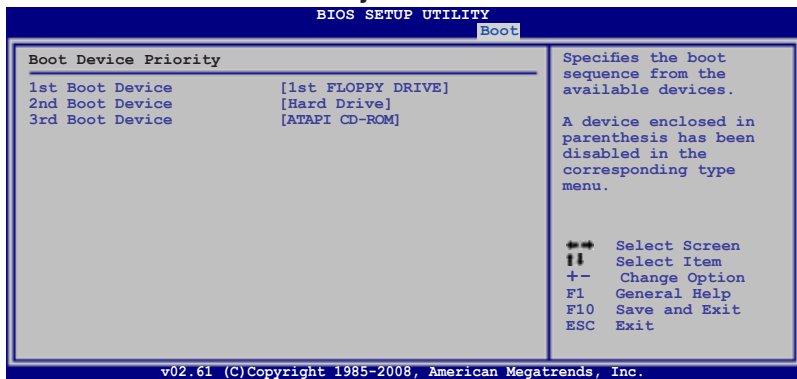 BIOS SETUP UTILITY
Boot
Boot Device Priority
1st Boot Device [1st FLOPPY DRIVE]
2nd Boot Device [Hard Drive]
3rd Boot Device [ATAPI CD-ROM]
Specifies the boot
sequence from the
available devices.
A device enclosed in
parenthesis has been
disabled in the
corresponding type
menu.
←→ Select Screen
↑↓ Select Item
+- Change Option
F1 General Help
F10 Save and Exit
ESC Exit
v02.61 (C)Copyright 1985-2008, American Megatrends, Inc.